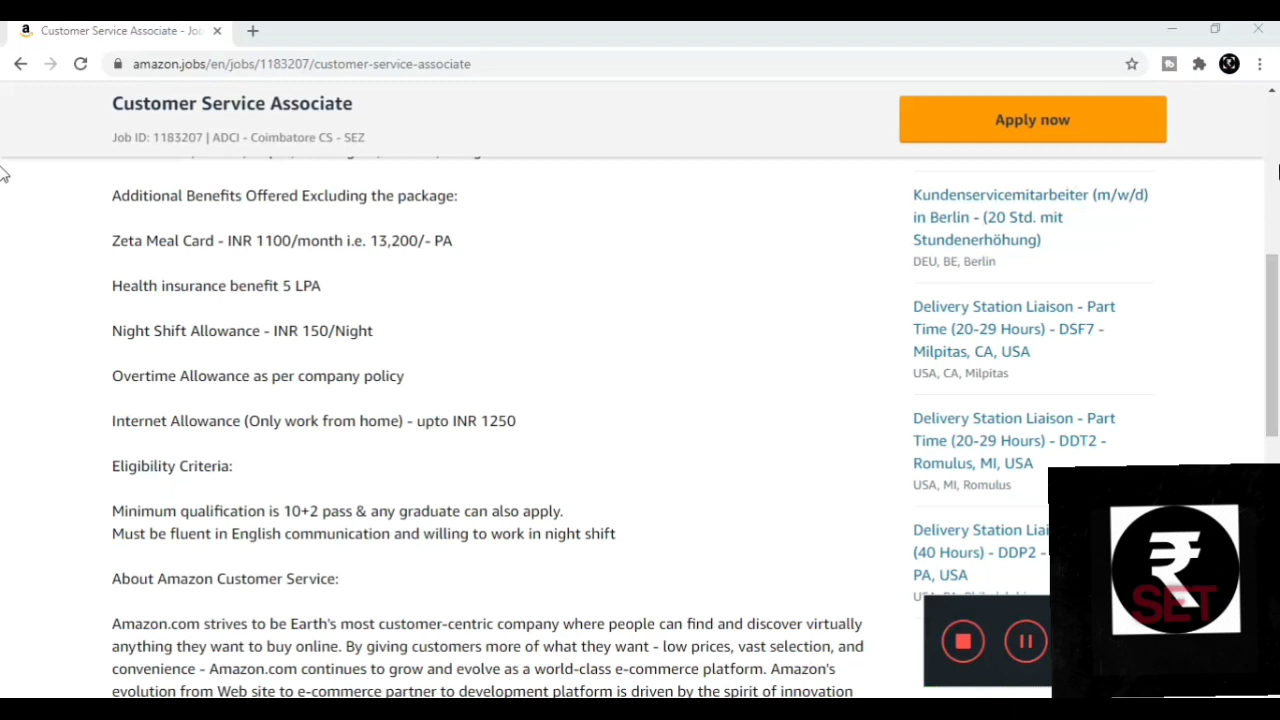 Customer Service Associate - Job
amazon.jobs/en/jobs/1183207/customer-service-associate
Customer Service Associate
Job ID: 1183207 | ADCI - Coimbatore CS - SEZ
Apply now
Additional Benefits Offered Excluding the package:
Zeta Meal Card - INR 1100/month i.e. 13,200/- PA
Health insurance benefit 5 LPA
Night Shift Allowance - INR 150/Night
Overtime Allowance as per company policy
Internet Allowance (Only work from home) - upto INR 1250
Eligibility Criteria:
Minimum qualification is 10+2 pass & any graduate can also apply.
Must be fluent in English communication and willing to work in night shift
About Amazon Customer Service:
Amazon.com strives to be Earth's most customer-centric company where people can find and discover virtually
anything they want to buy online. By giving customers more of what they want - low prices, vast selection, and
convenience - Amazon.com continues to grow and evolve as a world-class e-commerce platform. Amazon's
evolution from Web site to e-commerce partner to development platform is driven by the spirit of innovation
Kundenservicemitarbeiter (m/w/d)
in Berlin - (20 Std. mit
Stundenerhöhung)
DEU, BE, Berlin
Delivery Station Liaison - Part
Time (20-29 Hours) - DSF7 -
Milpitas, CA, USA
USA, CA, Milpitas
Delivery Station Liaison - Part
Time (20-29 Hours) - DDT2 -
Romulus, MI, USA
USA, MI, Romulus
Delivery Station
(40 Hours) - DDP2 -
PA, USA
₹
SET